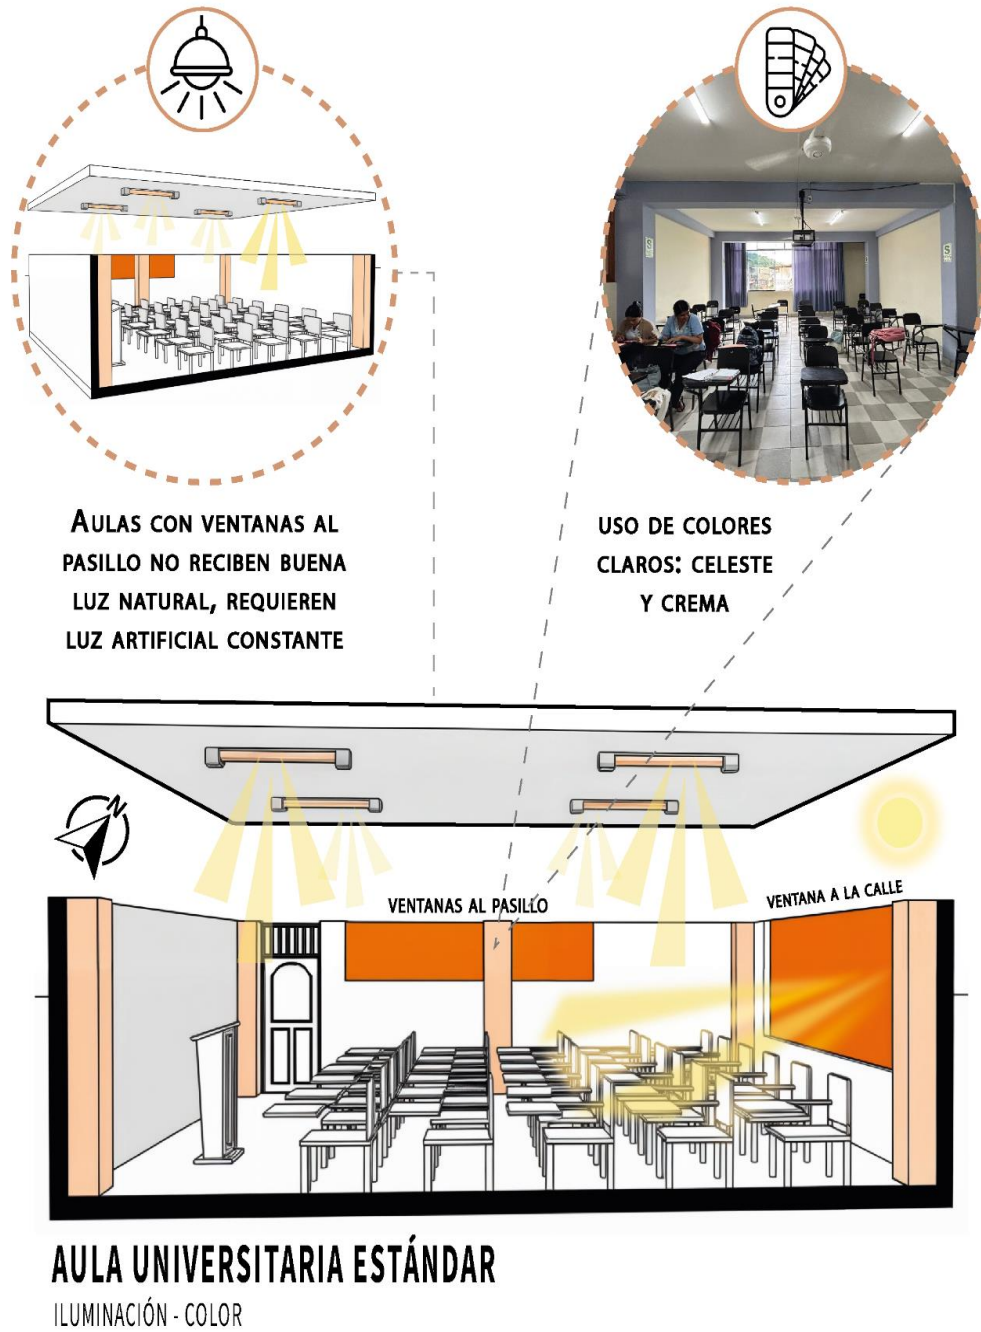 AULAS CON VENTANAS AL
PASILLO NO RECIBEN BUENA
LUZ NATURAL, REQUIEREN
LUZ ARTIFICIAL CONSTANTE
USO DE COLORES
CLAROS: CELESTE
Y CREMA
N
VENTANAS AL PASILLO
VENTANA A LA CALLE
AULA UNIVERSITARIA ESTÁNDAR
ILUMINACIÓN - COLOR
S
S